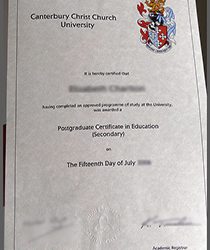 Canterbury Christ Church
University
It is hereby certified that
having completed an approved programme of study at the University,
was awarded a
Postgraduate Certificate in Education
(Secondary)
on
The Fifteenth Day of July
Academic Registrar